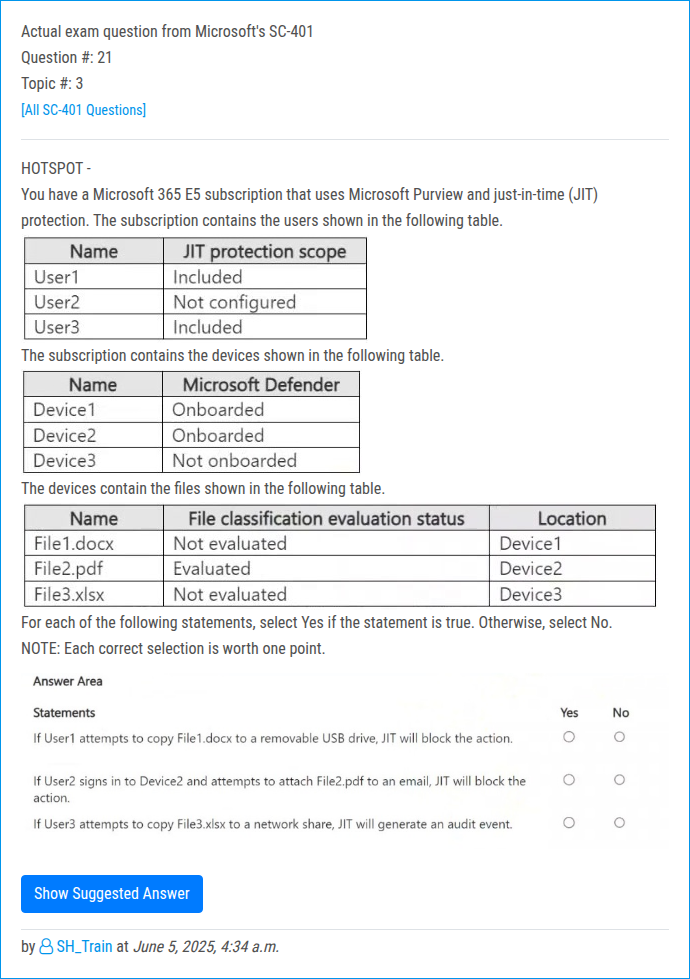 Actual exam question from Microsoft's SC-401
Question #: 21
Topic #: 3
[All SC-401 Questions]
HOTSPOT -
You have a Microsoft 365 E5 subscription that uses Microsoft Purview and just-in-time (JIT)
protection. The subscription contains the users shown in the following table.
Name JIT protection scope
User1 Included
User2 Not configured
User3 Included
The subscription contains the devices shown in the following table.
Name Microsoft Defender
Device1 Onboarded
Device2 Onboarded
Device3 Not onboarded
The devices contain the files shown in the following table.
Name File classification evaluation status Location
File1.docx Not evaluated Device1
File2.pdf Evaluated Device2
File3.xlsx Not evaluated Device3
For each of the following statements, select Yes if the statement is true. Otherwise, select No.
NOTE: Each correct selection is worth one point.
Answer Area
Statements Yes No
If User1 attempts to copy File1.docx to a removable USB drive, JIT will block the action.
If User2 signs in to Device2 and attempts to attach File2.pdf to an email, JIT will block the
action.
If User3 attempts to copy File3.xlsx to a network share, JIT will generate an audit event.
Show Suggested Answer
by SH_Train at June 5, 2025, 4:34 a.m.